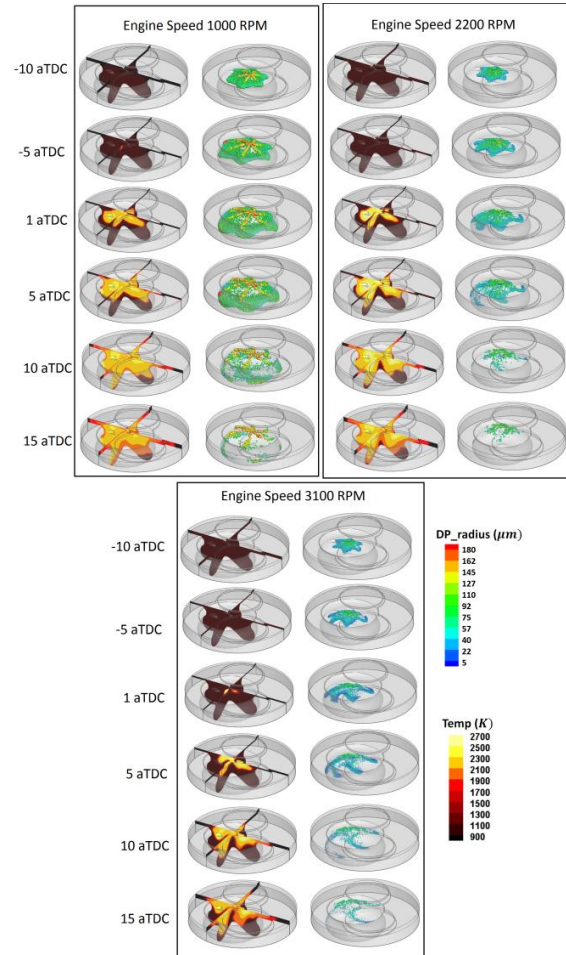 Engine Speed 1000 RPM
Engine Speed 2200 RPM
-10 aTDC
-5 aTDC
1 aTDC
5 aTDC
10 aTDC
15 aTDC
Engine Speed 3100 RPM
-10 aTDC
-5 aTDC
1 aTDC
5 aTDC
10 aTDC
15 aTDC
DP_radius (μm)
180
162
145
127
110
92
75
57
40
22
5
Temp (K)
2700
2500
2300
2100
1900
1700
1500
1300
1100
900